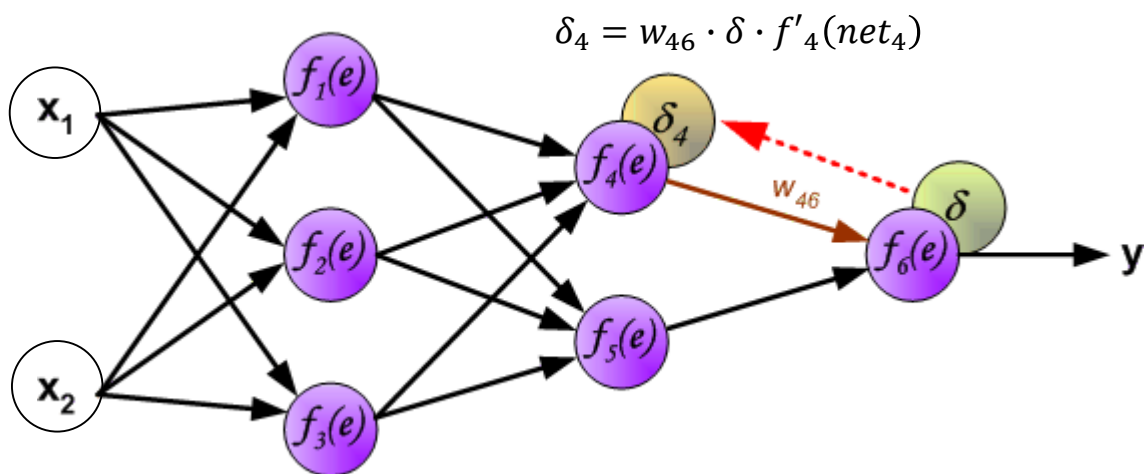 δ₄ = w₄₆ · δ · f′₄(net₄)
x₁
f₁(e)
δ₄
f₄(e)
w₄₆
δ
f₂(e)
f₆(e)
y
f₅(e)
x₂
f₃(e)